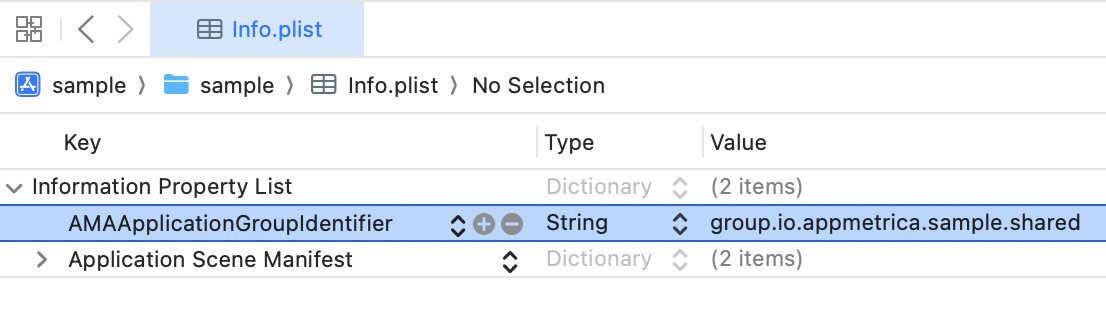 Info.plist
sample sample Info.plist No Selection
Key Type Value
Information Property List Dictionary (2 items)
AMAApplicationGroupIdentifier String group.io.appmetrica.sample.shared
Application Scene Manifest Dictionary (2 items)